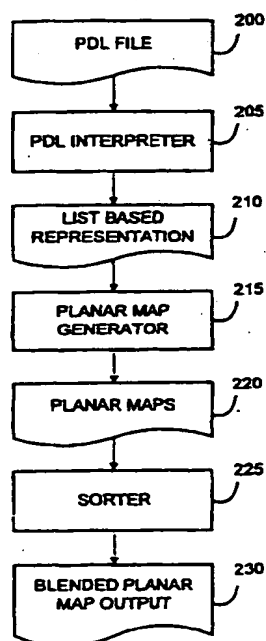 200
PDL FILE
205
PDL INTERPRETER
210
LIST BASED
REPRESENTATION
215
PLANAR MAP
GENERATOR
220
PLANAR MAPS
225
SORTER
230
BLENDED PLANAR
MAP OUTPUT